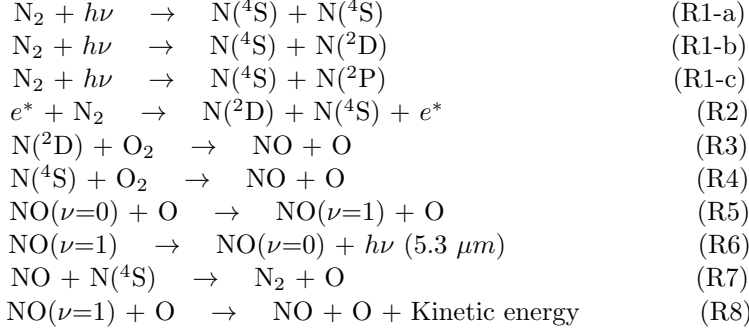 N₂ + hν → N(⁴S) + N(⁴S) (R1-a)
N₂ + hν → N(⁴S) + N(²D) (R1-b)
N₂ + hν → N(⁴S) + N(²P) (R1-c)
e* + N₂ → N(²D) + N(⁴S) + e* (R2)
N(²D) + O₂ → NO + O (R3)
N(⁴S) + O₂ → NO + O (R4)
NO(ν=0) + O → NO(ν=1) + O (R5)
NO(ν=1) → NO(ν=0) + hν (5.3 μm) (R6)
NO + N(⁴S) → N₂ + O (R7)
NO(ν=1) + O → NO + O + Kinetic energy (R8)